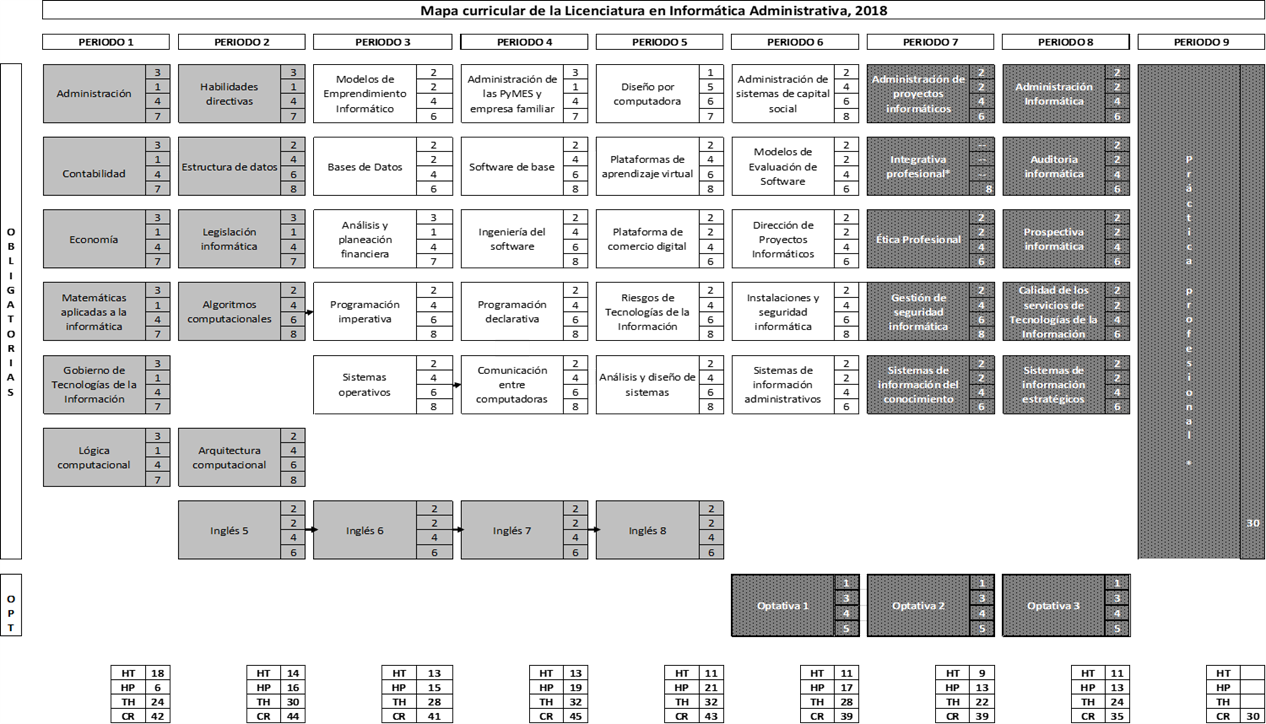 Mapa curricular de la Licenciatura en Informática Administrativa, 2018
PERIODO 1
PERIODO 2
PERIODO 3
PERIODO 4
PERIODO 5
PERIODO 6
PERIODO 7
PERIODO 8
PERIODO 9
OBLIGATORIAS
Administración
3
1
4
7
Habilidades
directivas
3
1
4
7
Modelos de
Emprendimiento
Informático
2
2
4
6
Administración de
las PyMES y
empresa familiar
3
1
4
7
Diseño por
computadora
1
5
6
7
Administración de
sistemas de capital
social
2
4
6
8
Administración de
proyectos
informáticos
2
2
4
6
Administración
Informática
2
2
4
6
Práctica profesional *
30
Contabilidad
3
1
4
7
Estructura de datos
2
4
6
8
Bases de Datos
2
2
4
6
Software de base
2
4
6
8
Plataformas de
aprendizaje virtual
2
4
6
8
Modelos de
Evaluación de
Software
2
2
4
6
Integrativa
profesional*
--
--
--
8
Auditoria
informática
2
2
4
6
Economía
3
1
4
7
Legislación
informática
3
1
4
7
Análisis y
planeación
financiera
3
1
4
7
Ingeniería del
software
2
4
6
8
Plataforma de
comercio digital
2
2
4
6
Dirección de
Proyectos
Informáticos
2
2
4
6
Ética Profesional
2
2
4
6
Prospectiva
informática
2
2
4
6
Matemáticas
aplicadas a la
informática
3
1
4
7
Algoritmos
computacionales
2
4
6
8
Programación
imperativa
2
4
6
8
Programación
declarativa
2
4
6
8
Riesgos de
Tecnologías de la
Información
2
4
6
8
Instalaciones y
seguridad
informática
2
4
6
8
Gestión de
seguridad
informática
2
4
6
8
Calidad de los
servicios de
Tecnologías de la
Información
2
2
4
6
Gobierno de
Tecnologías de la
Información
3
1
4
7
Sistemas
operativos
2
4
6
8
Comunicación
entre
computadoras
2
4
6
8
Análisis y diseño de
sistemas
2
4
6
8
Sistemas de
información
administrativos
2
2
4
6
Sistemas de
información del
conocimiento
2
2
4
6
Sistemas de
información
estratégicos
2
2
4
6
Lógica
computacional
3
1
4
7
Arquitectura
computacional
2
4
6
8
Inglés 5
2
2
4
6
Inglés 6
2
2
4
6
Inglés 7
2
2
4
6
Inglés 8
2
2
4
6
OPT
Optativa 1
1
3
4
5
Optativa 2
1
3
4
5
Optativa 3
1
3
4
5
HT 18
HP 6
TH 24
CR 42
HT 14
HP 16
TH 30
CR 44
HT 13
HP 15
TH 28
CR 41
HT 13
HP 19
TH 32
CR 45
HT 11
HP 21
TH 32
CR 43
HT 11
HP 17
TH 28
CR 39
HT 9
HP 13
TH 22
CR 39
HT 11
HP 13
TH 24
CR 35
HT
HP
TH
CR 30